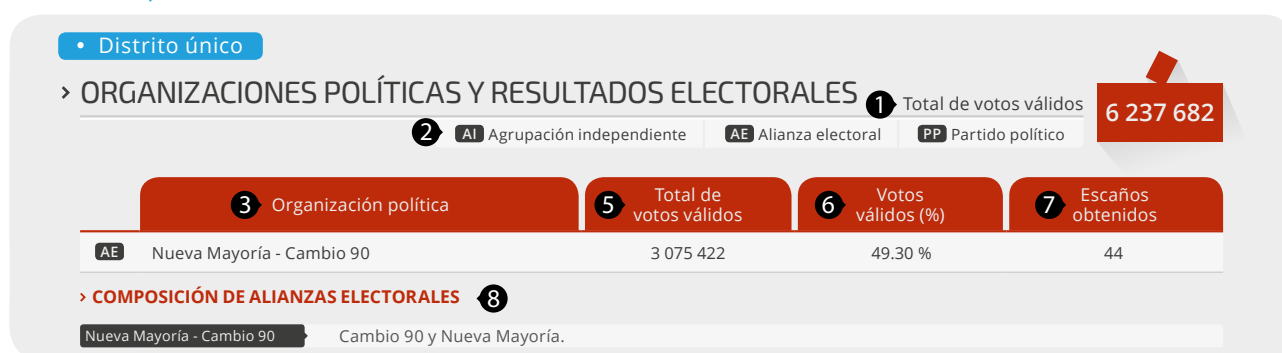 • Distrito único
› ORGANIZACIONES POLÍTICAS Y RESULTADOS ELECTORALES
1 Total de votos válidos
6 237 682
2 AI Agrupación independiente AE Alianza electoral PP Partido político
3 Organización política
5 Total de
votos válidos
6 Votos
válidos (%)
7 Escaños
obtenidos
AE Nueva Mayoría - Cambio 90 3 075 422 49.30 % 44
› COMPOSICIÓN DE ALIANZAS ELECTORALES 8
Nueva Mayoría - Cambio 90 Cambio 90 y Nueva Mayoría.